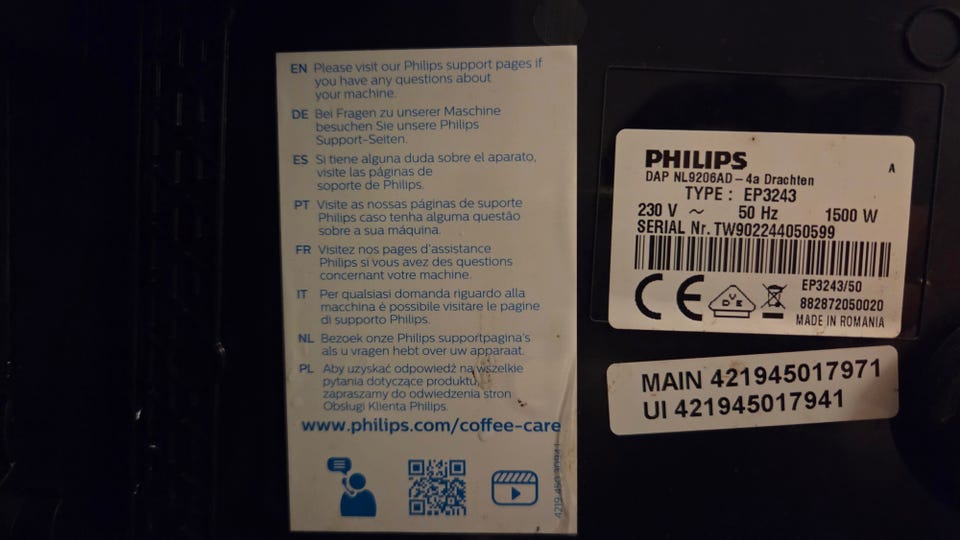 EN Please visit our Philips support pages if
you have any questions about
your machine.
DE Bei Fragen zu unserer Maschine
besuchen Sie unsere Philips
Support-Seiten.
ES Si tiene alguna duda sobre el aparato,
visite las páginas de
soporte de Philips.
PT Visite as nossas páginas de suporte
Philips caso tenha alguma questão
sobre a sua máquina.
FR Visitez nos pages d'assistance
Philips si vous avez des questions
concernant votre machine.
IT Per qualsiasi domanda riguardo alla
macchina è possibile visitare le pagine
di supporto Philips.
NL Bezoek onze Philips supportpagina's
als u vragen hebt over uw apparaat.
PL Aby uzyskać odpowiedź na wszelkie
pytania dotyczące produktu,
zapraszamy do odwiedzenia stron
Obsługi Klienta Philips.
www.philips.com/coffee-care
PHILIPS
A
DAP NL9206AD-4a Drachten
TYPE: EP3243
230 V ~ 50 Hz 1500 W
SERIAL Nr. TW902244050599
CE
DVE
EP3243/50
882872050020
MADE IN ROMANIA
MAIN 421945017971
UI 421945017941